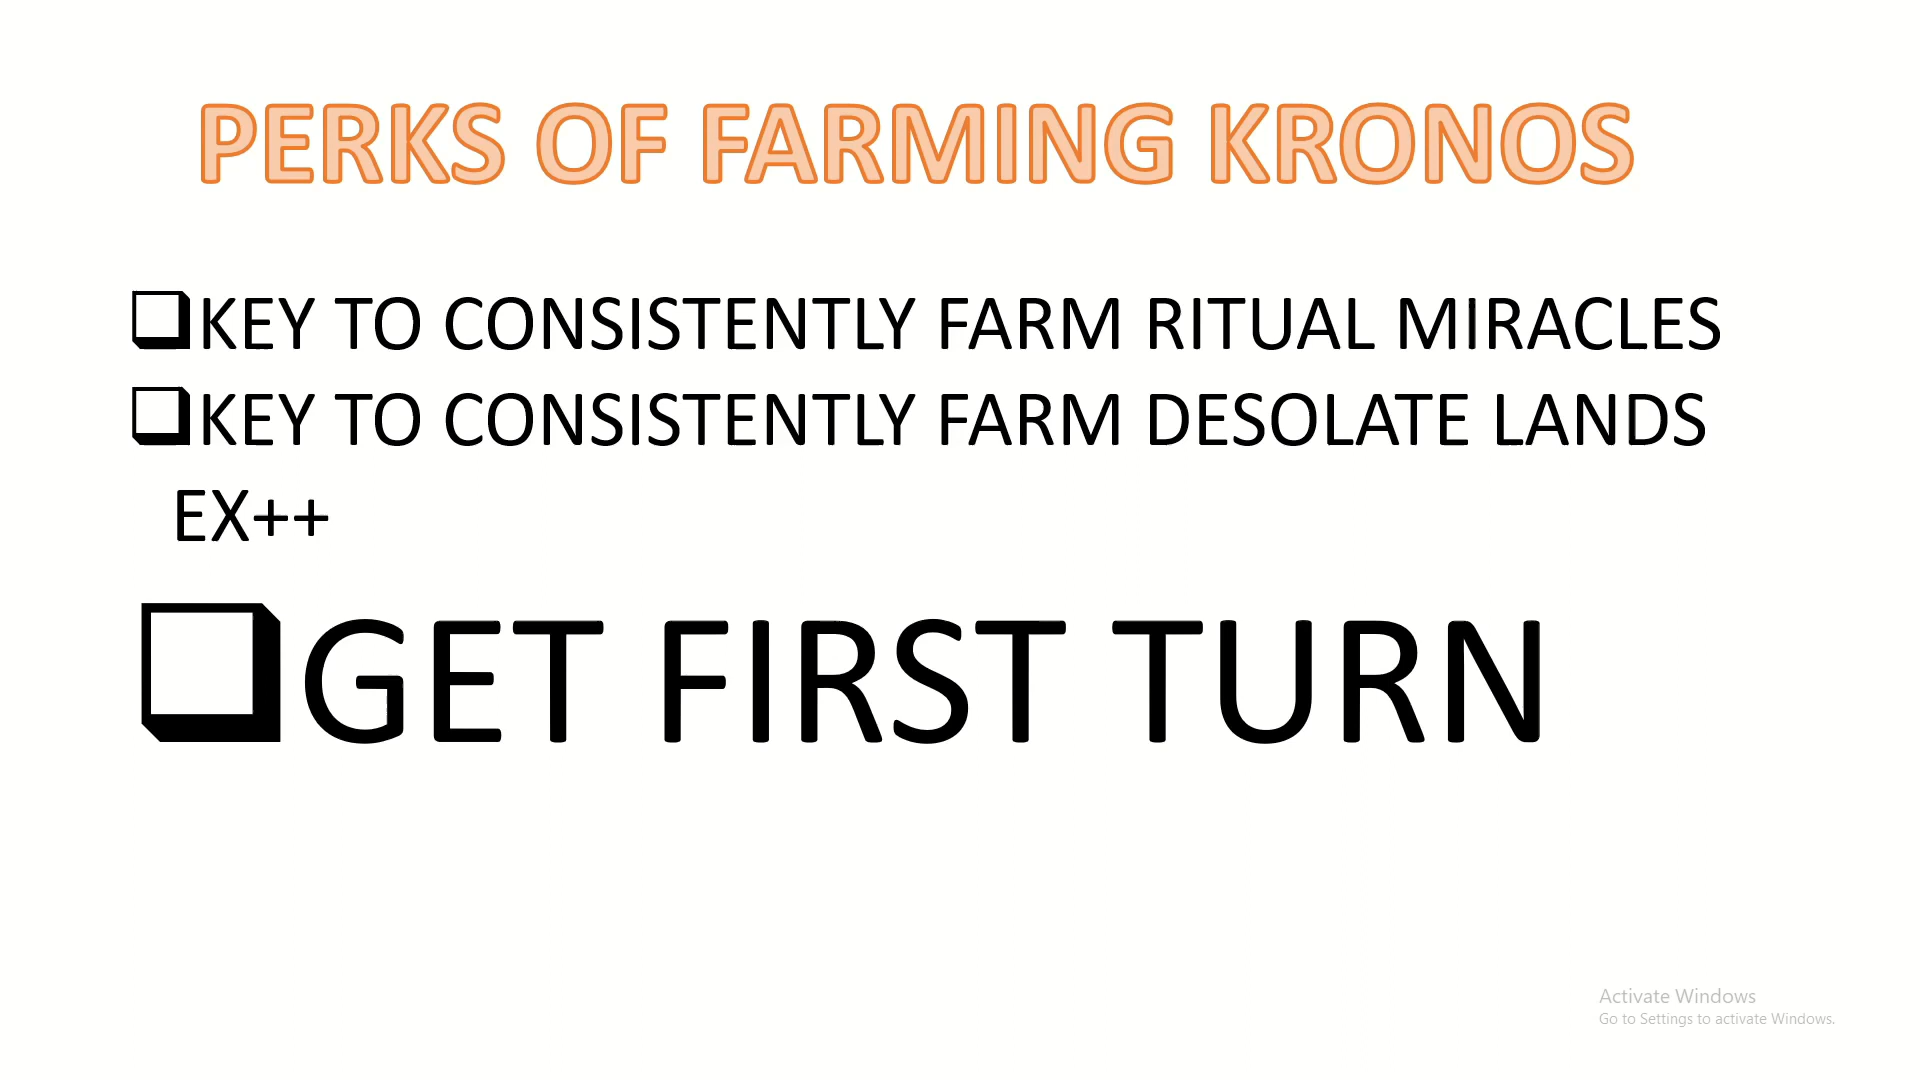 PERKS OF FARMING KRONOS
KEY TO CONSISTENTLY FARM RITUAL MIRACLES
KEY TO CONSISTENTLY FARM DESOLATE LANDS
EX++
GET FIRST TURN
Activate Windows
Go to Settings to activate Windows.